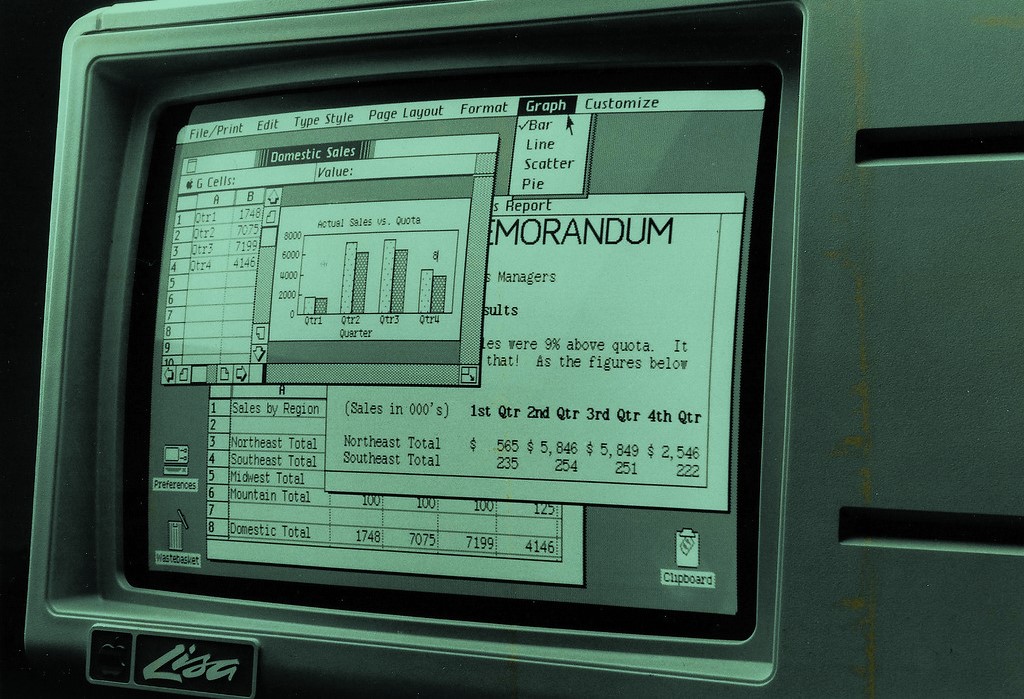 File/Print Edit Type Style Page Layout Format Graph Customize
✓Bar
Line
Scatter
Pie
Domestic Sales
G Cells: Value:
A B
1 Qtr1 1748
2 Qtr2 7075
3 Qtr3 7199
4 Qtr4 4146
5
6
7
8
9
10
Actual Sales vs. Quota
8000
6000
4000
2000
0
Qtr1 Qtr2 Qtr3 Qtr4
Quarter
s Report
EMORANDUM
s Managers
sults
les were 9% above quota. It
that! As the figures below
(Sales in 000's) 1st Qtr 2nd Qtr 3rd Qtr 4th Qtr
Northeast Total $ 565 $ 5,846 $ 5,849 $ 2,546
Southeast Total 235 254 251 222
A
1 Sales by Region
2
3 Northeast Total
4 Southeast Total
5 Midwest Total
6 Mountain Total 100 100 100 125
7
8 Domestic Total 1748 7075 7199 4146
Preferences
Wastebasket
Clipboard
Lisa